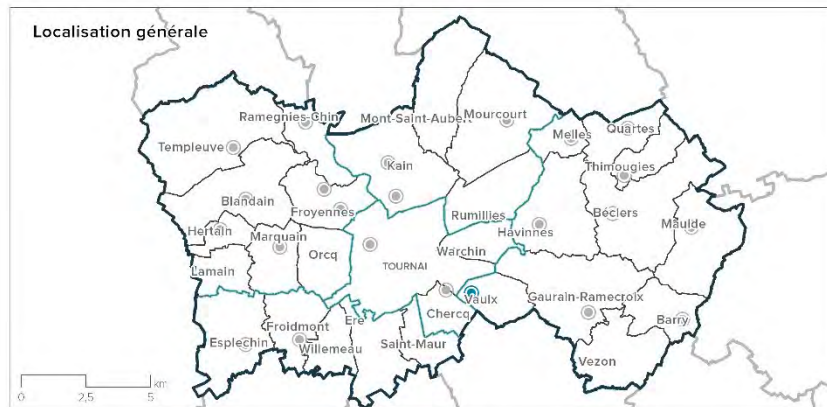 Localisation générale
Ramegnies-Chin
Mont-Saint-Aubert
Mourcourt
Melles
Quartes
Templeuve
Kain
Thimougies
Blandain
Froyennes
Rumillies
Béclers
Maulde
Hertain
Marquain
Orcq
Havinnes
Warchin
Lamain
TOURNAI
Vaulx
Gaurain-Ramecroix
Chercq
Barry
Froidmont
Ere
Esplechin
Willemeau
Saint-Maur
Vezon
0 2,5 5 km